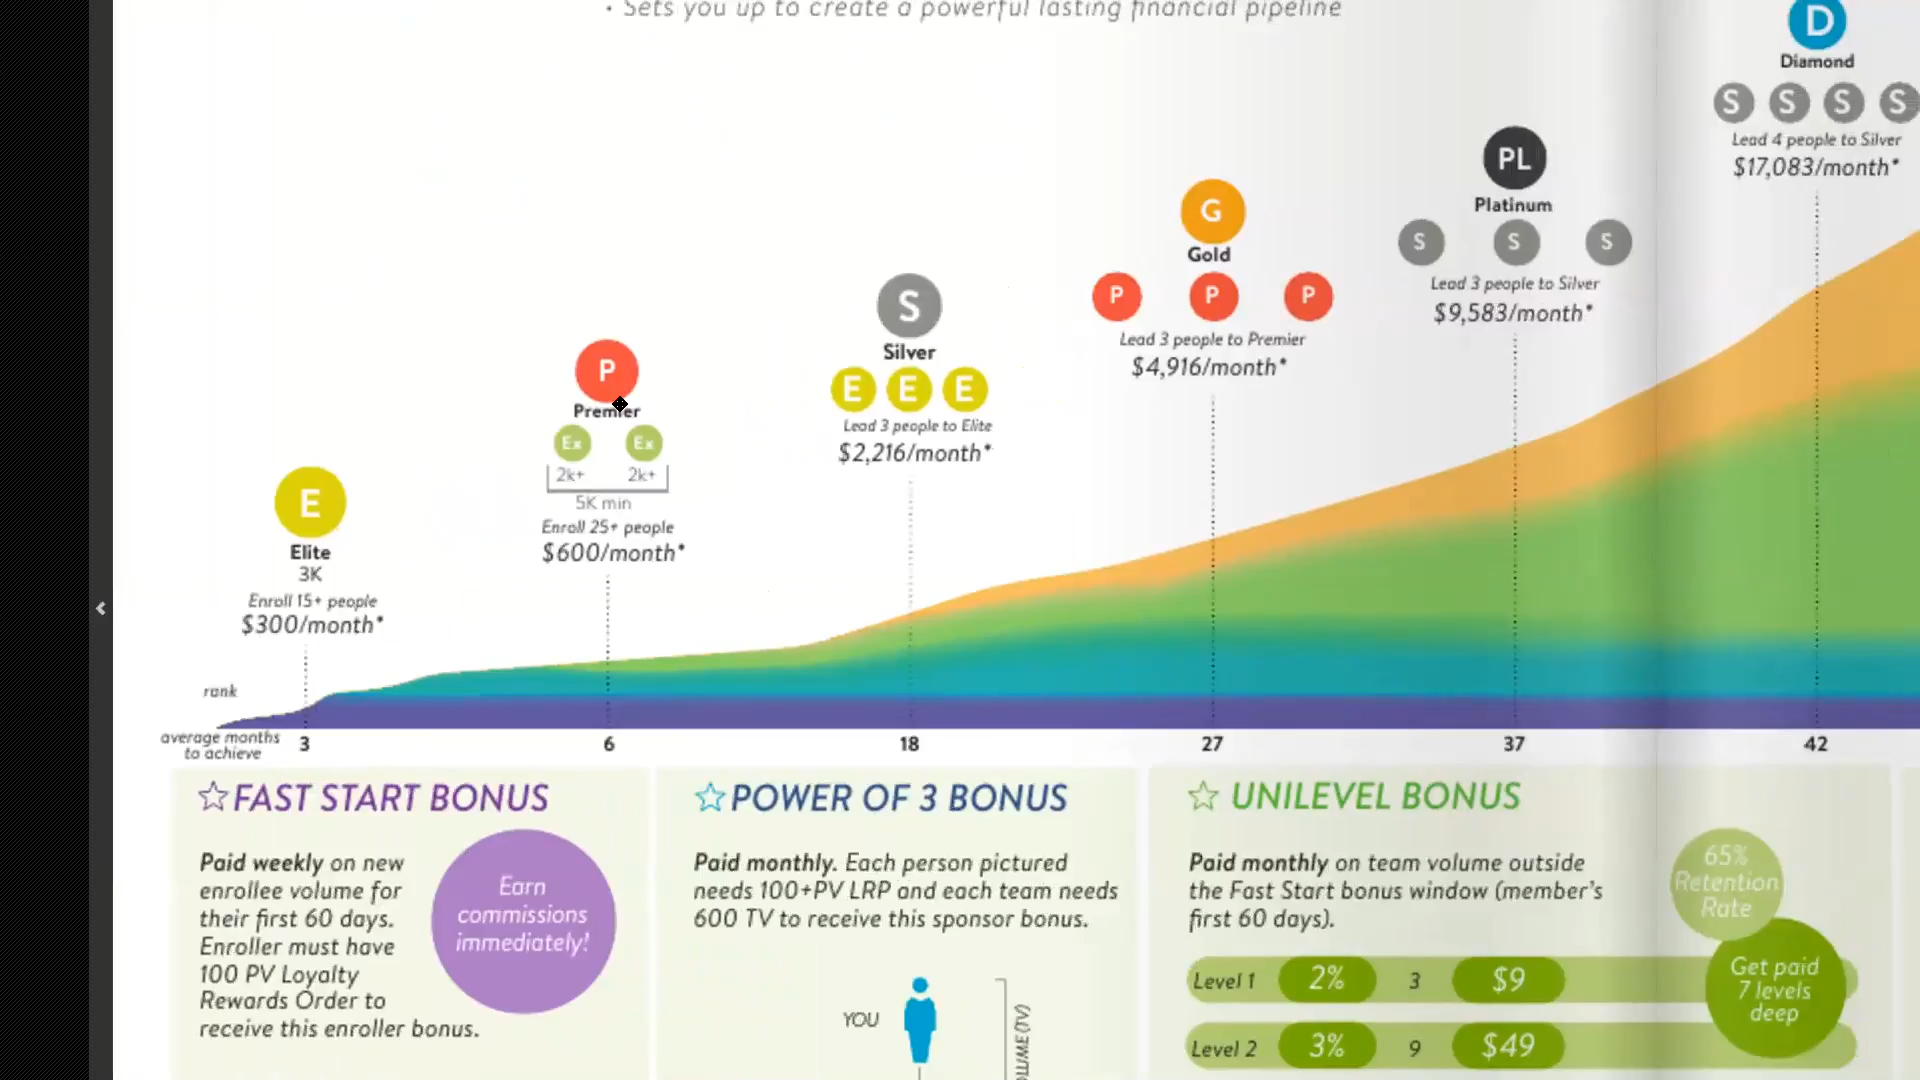 • Sets you up to create a powerful lasting financial pipeline
D
Diamond
S S S S
Lead 4 people to Silver
$17,083/month*
PL
Platinum
S S S
Lead 3 people to Silver
$9,583/month*
G
Gold
P P P
Lead 3 people to Premier
$4,916/month*
S
Silver
E E E
Lead 3 people to Elite
$2,216/month*
P
Premier
Ex Ex
2k+ 2k+
5K min
Enroll 25+ people
$600/month*
E
Elite
3K
Enroll 15+ people
$300/month*
rank
average months
to achieve
3 6 18 27 37 42
FAST START BONUS
Paid weekly on new
enrollee volume for
their first 60 days.
Enroller must have
100 PV Loyalty
Rewards Order to
receive this enroller bonus.
Earn
commissions
immediately!
POWER OF 3 BONUS
Paid monthly. Each person pictured
needs 100+PV LRP and each team needs
600 TV to receive this sponsor bonus.
YOU
UNILEVEL BONUS
Paid monthly on team volume outside
the Fast Start bonus window (member's
first 60 days).
65%
Retention
Rate
Get paid
7 levels
deep
Level 1 2% 3 $9
Level 2 3% 9 $49